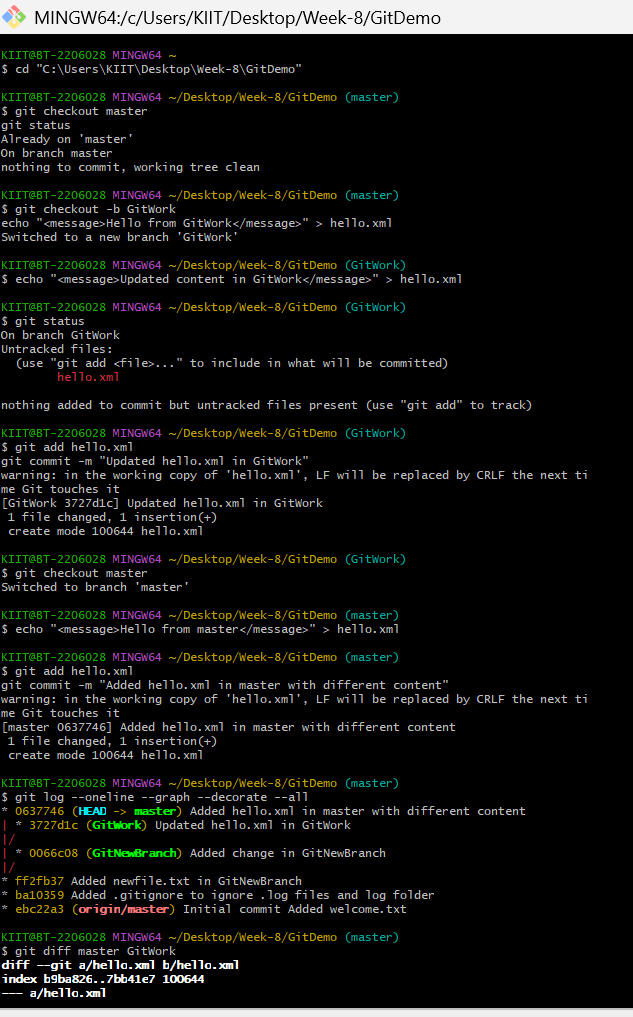 MINGW64:/c/Users/KIIT/Desktop/Week-8/GitDemo
KIIT@BT-2206028 MINGW64 ~
$ cd "C:\Users\KIIT\Desktop\Week-8\GitDemo"
KIIT@BT-2206028 MINGW64 ~/Desktop/Week-8/GitDemo (master)
$ git checkout master
git status
Already on 'master'
On branch master
nothing to commit, working tree clean
KIIT@BT-2206028 MINGW64 ~/Desktop/Week-8/GitDemo (master)
$ git checkout -b GitWork
echo "<message>Hello from GitWork</message>" > hello.xml
Switched to a new branch 'GitWork'
KIIT@BT-2206028 MINGW64 ~/Desktop/Week-8/GitDemo (GitWork)
$ echo "<message>Updated content in GitWork</message>" > hello.xml
KIIT@BT-2206028 MINGW64 ~/Desktop/Week-8/GitDemo (GitWork)
$ git status
On branch GitWork
Untracked files:
  (use "git add <file>..." to include in what will be committed)
        hello.xml
nothing added to commit but untracked files present (use "git add" to track)
KIIT@BT-2206028 MINGW64 ~/Desktop/Week-8/GitDemo (GitWork)
$ git add hello.xml
git commit -m "Updated hello.xml in GitWork"
warning: in the working copy of 'hello.xml', LF will be replaced by CRLF the next ti
me Git touches it
[GitWork 3727d1c] Updated hello.xml in GitWork
 1 file changed, 1 insertion(+)
 create mode 100644 hello.xml
KIIT@BT-2206028 MINGW64 ~/Desktop/Week-8/GitDemo (GitWork)
$ git checkout master
Switched to branch 'master'
KIIT@BT-2206028 MINGW64 ~/Desktop/Week-8/GitDemo (master)
$ echo "<message>Hello from master</message>" > hello.xml
KIIT@BT-2206028 MINGW64 ~/Desktop/Week-8/GitDemo (master)
$ git add hello.xml
git commit -m "Added hello.xml in master with different content"
warning: in the working copy of 'hello.xml', LF will be replaced by CRLF the next ti
me Git touches it
[master 0637746] Added hello.xml in master with different content
 1 file changed, 1 insertion(+)
 create mode 100644 hello.xml
KIIT@BT-2206028 MINGW64 ~/Desktop/Week-8/GitDemo (master)
$ git log --oneline --graph --decorate --all
* 0637746 (HEAD -> master) Added hello.xml in master with different content
| * 3727d1c (GitWork) Updated hello.xml in GitWork
|/
| * 0066c08 (GitNewBranch) Added change in GitNewBranch
|/
* ff2fb37 Added newfile.txt in GitNewBranch
* ba10359 Added .gitignore to ignore .log files and log folder
* ebc22a3 (origin/master) Initial commit Added welcome.txt
KIIT@BT-2206028 MINGW64 ~/Desktop/Week-8/GitDemo (master)
$ git diff master GitWork
diff --git a/hello.xml b/hello.xml
index b9ba826..7bb41e7 100644
--- a/hello.xml